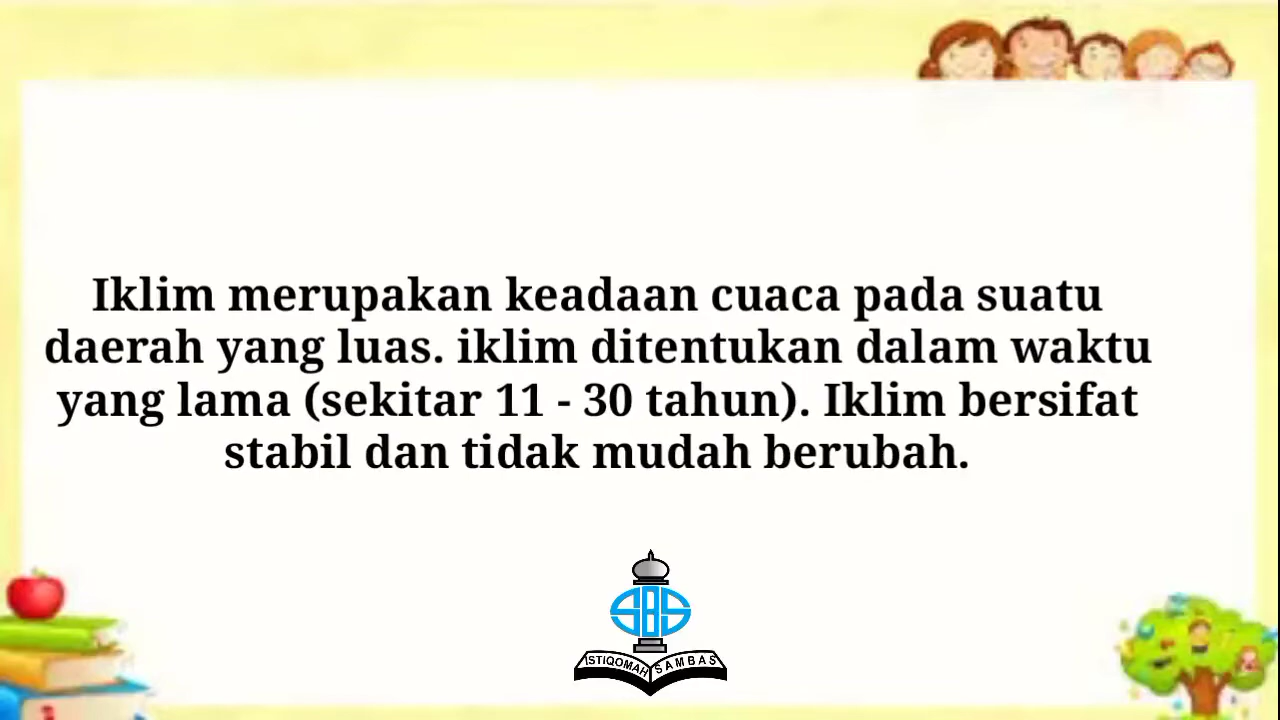 Iklim merupakan keadaan cuaca pada suatu
daerah yang luas. iklim ditentukan dalam waktu
yang lama (sekitar 11 - 30 tahun). Iklim bersifat
stabil dan tidak mudah berubah.
SBS
ISTIQOMAH SAMBAS